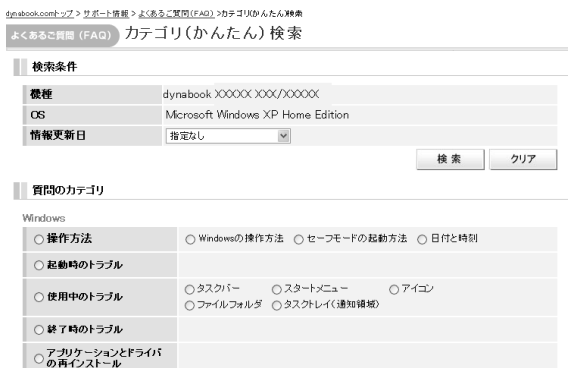 dynabook.comトップ > サポート情報 > よくあるご質問(FAQ) >カテゴリ(かんたん)検索
よくあるご質問 (FAQ) カテゴリ(かんたん) 検索
検索条件
機種 dynabook XXXXX XXX/XXXXX
OS Microsoft Windows XP Home Edition
情報更新日 指定なし
検 索 クリア
質問のカテゴリ
Windows
操作方法 Windowsの操作方法 セーフモードの起動方法 日付と時刻
起動時のトラブル
使用中のトラブル タスクバー スタートメニュー アイコン
ファイルフォルダ タスクトレイ(通知領域)
終了時のトラブル
アプリケーションとドライバ
の再インストール